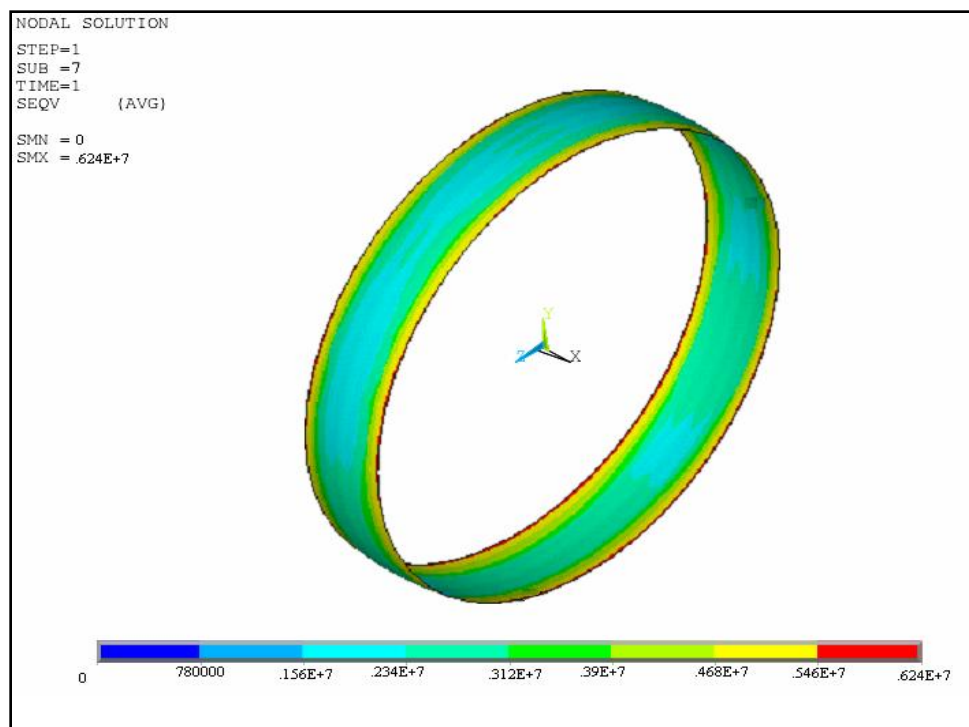 NODAL SOLUTION
STEP=1
SUB =7
TIME=1
SEQV (AVG)
SMN =0
SMX =.624E+7
Y
Z X
0 780000 .156E+7 .234E+7 .312E+7 .39E+7 .468E+7 .546E+7 .624E+7